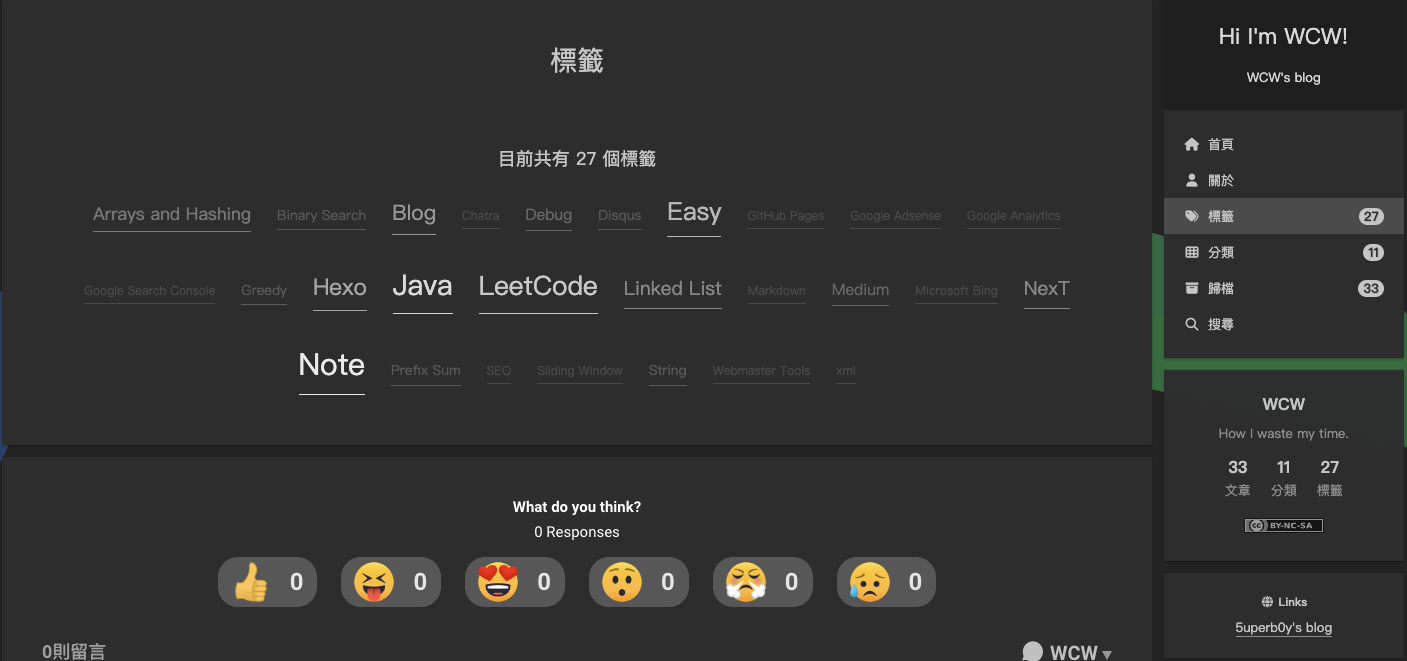 標籤
目前共有 27 個標籤
Arrays and Hashing Binary Search Blog Chatra Debug Disqus Easy GitHub Pages Google Adsense Google Analytics
Google Search Console Greedy Hexo Java LeetCode Linked List Markdown Medium Microsoft Bing NexT
Note Prefix Sum SEO Sliding Window String Webmaster Tools xml
What do you think?
0 Responses
0 0 0 0 0 0
0則留言
WCW
Hi I'm WCW!
WCW's blog
首頁
關於
標籤 27
分類 11
歸檔 33
搜尋
WCW
How I waste my time.
33 11 27
文章 分類 標籤
CC BY-NC-SA
Links
5uperb0y's blog